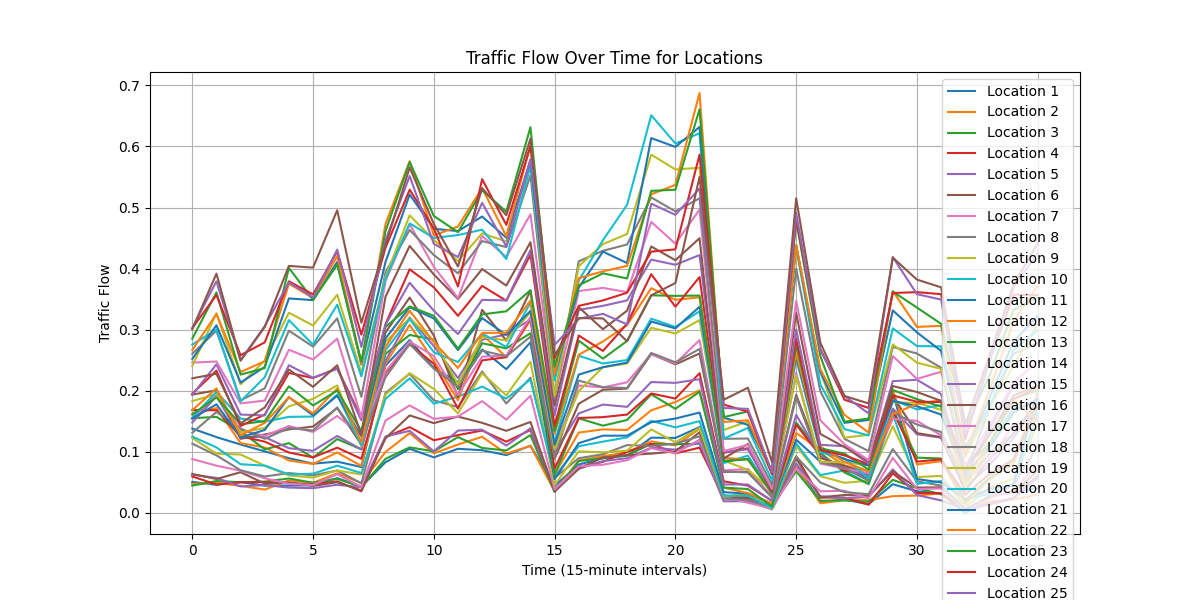 Traffic Flow Over Time for Locations
Traffic Flow
0.7
0.6
0.5
0.4
0.3
0.2
0.1
0.0
0 5 10 15 20 25 30 35
Time (15-minute intervals)
Location 1
Location 2
Location 3
Location 4
Location 5
Location 6
Location 7
Location 8
Location 9
Location 10
Location 11
Location 12
Location 13
Location 14
Location 15
Location 16
Location 17
Location 18
Location 19
Location 20
Location 21
Location 22
Location 23
Location 24
Location 25